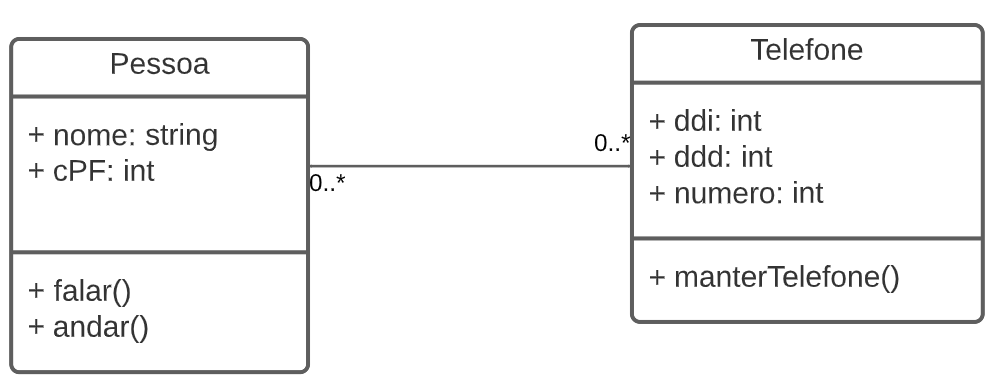 Pessoa
+ nome: string
+ cPF: int
+ falar()
+ andar()
0..*
0..*
Telefone
+ ddi: int
+ ddd: int
+ numero: int
+ manterTelefone()